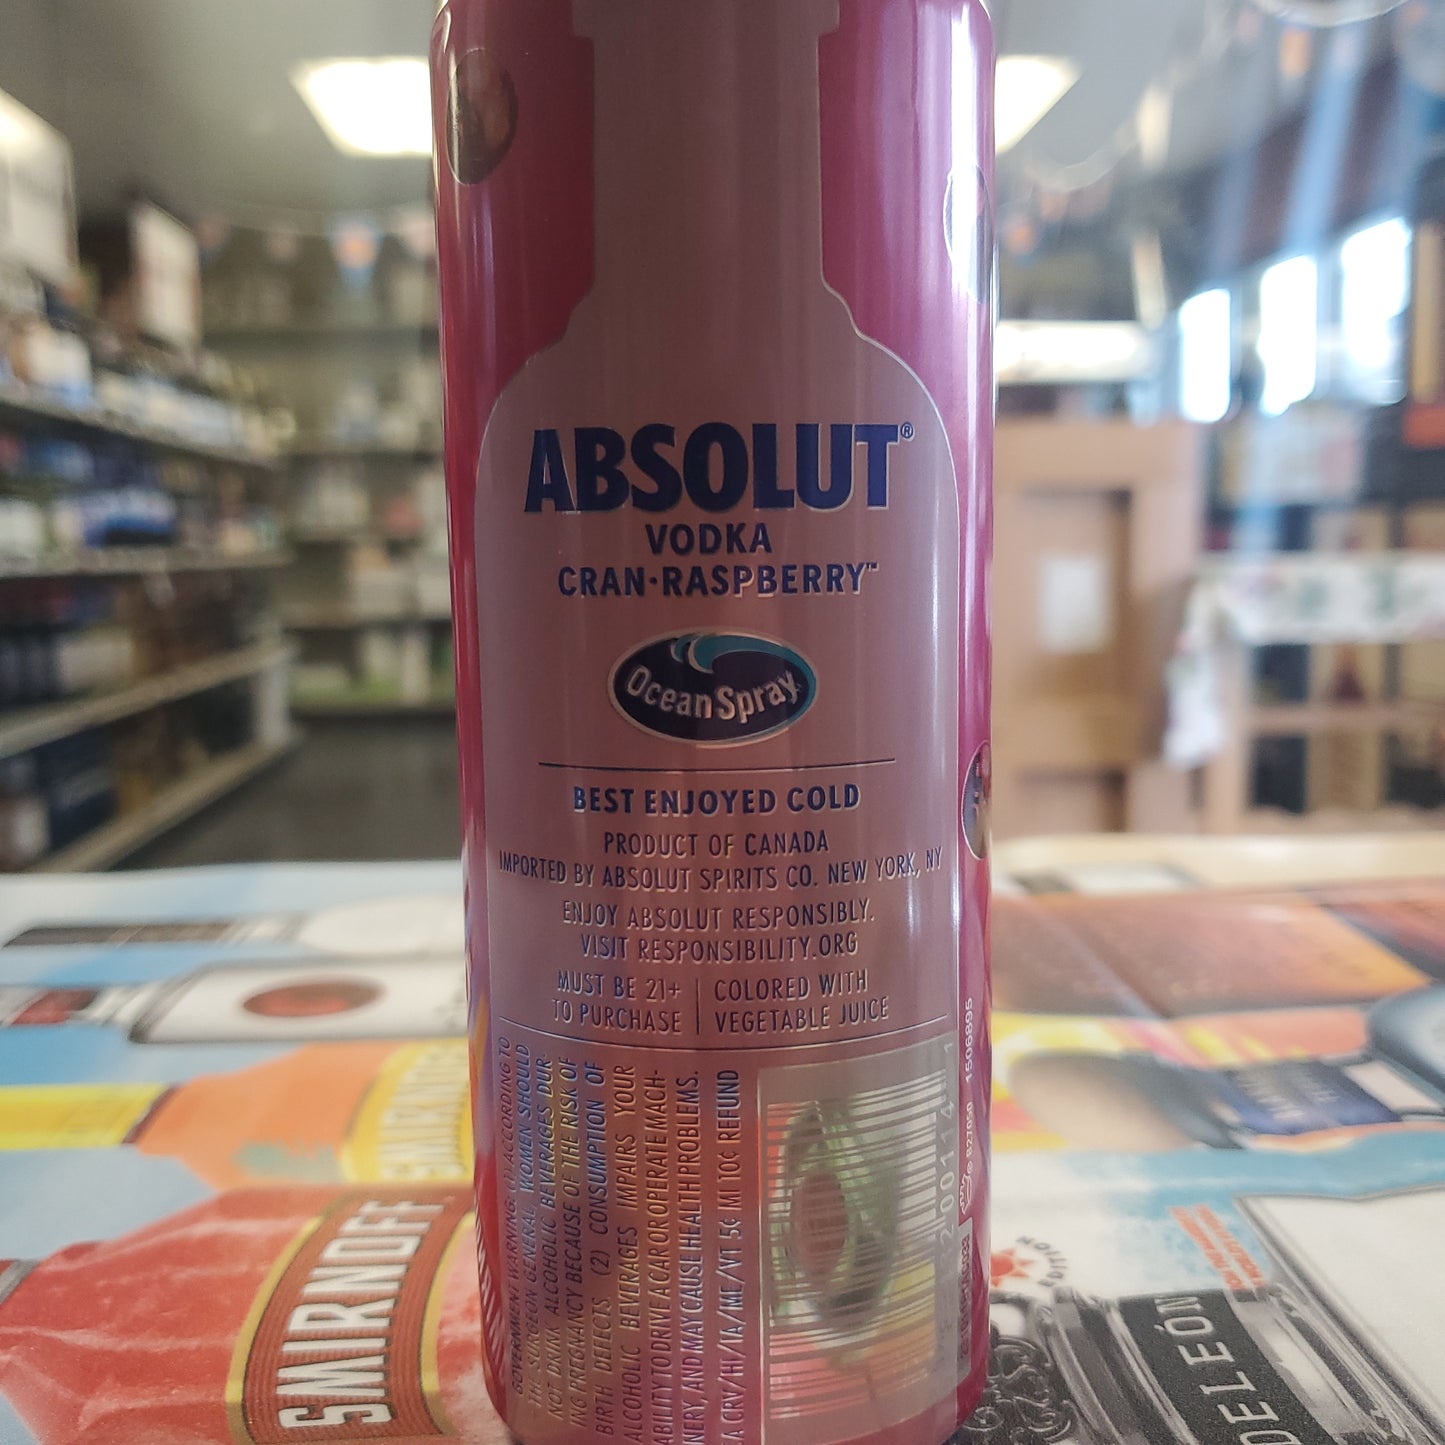 ABSOLUT®
VODKA
CRAN·RASPBERRY™
Ocean Spray
BEST ENJOYED COLD
PRODUCT OF CANADA
IMPORTED BY ABSOLUT SPIRITS CO. NEW YORK, NY
ENJOY ABSOLUT RESPONSIBLY.
VISIT RESPONSIBILITY.ORG
MUST BE 21+
TO PURCHASE
COLORED WITH
VEGETABLE JUICE
GOVERNMENT WARNING: (1) ACCORDING TO
THE SURGEON GENERAL, WOMEN SHOULD
NOT DRINK ALCOHOLIC BEVERAGES DUR-
ING PREGNANCY BECAUSE OF THE RISK OF
BIRTH DEFECTS (2) CONSUMPTION OF
ALCOHOLIC BEVERAGES IMPAIRS YOUR
ABILITY TO DRIVE A CAR OR OPERATE MACH-
NERY, AND MAY CAUSE HEALTH PROBLEMS.
CRV/HI/IA/ME/VT 5¢ MI 10¢ REFUND
B27050 1506895
SMIRNOFF
SMIRNOFF
EDITION
DELEÓN